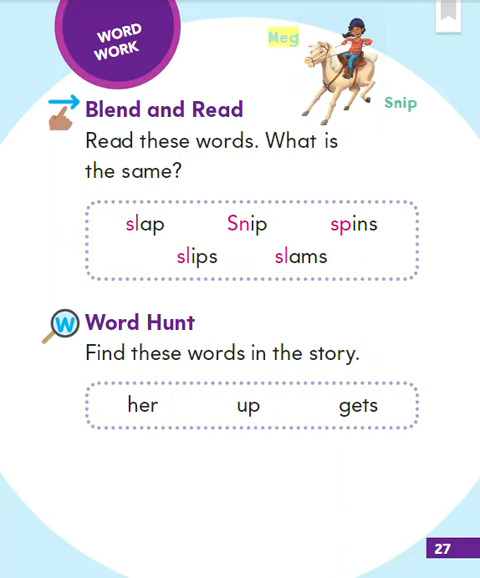 WORD
WORK
Meg
Snip
Blend and Read
Read these words. What is
the same?
slap Snip spins
slips slams
W Word Hunt
Find these words in the story.
her up gets
27